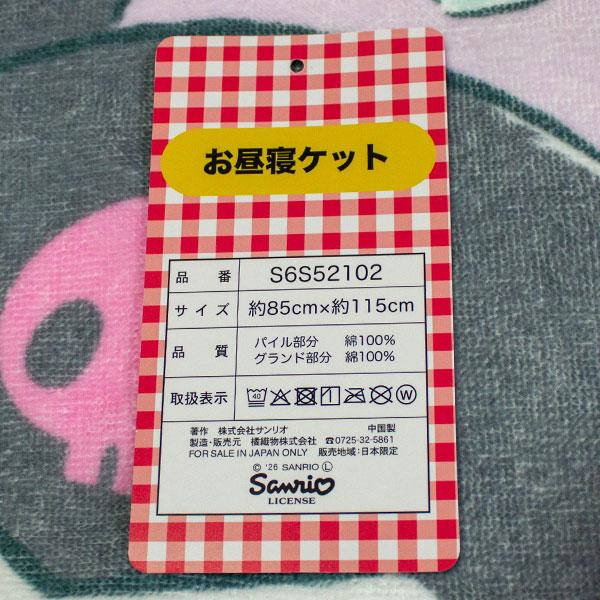 お昼寝ケット
品番 S6S52102
サイズ 約85cm×約115cm
品質 パイル部分 綿100%
グランド部分 綿100%
取扱表示 40 W
著作 株式会社サンリオ 中国製
製造・販売元 橘織物株式会社 ☎0725-32-5861
FOR SALE IN JAPAN ONLY 販売地域:日本限定
© '26 SANRIO Ⓛ
Sanrio
LICENSE